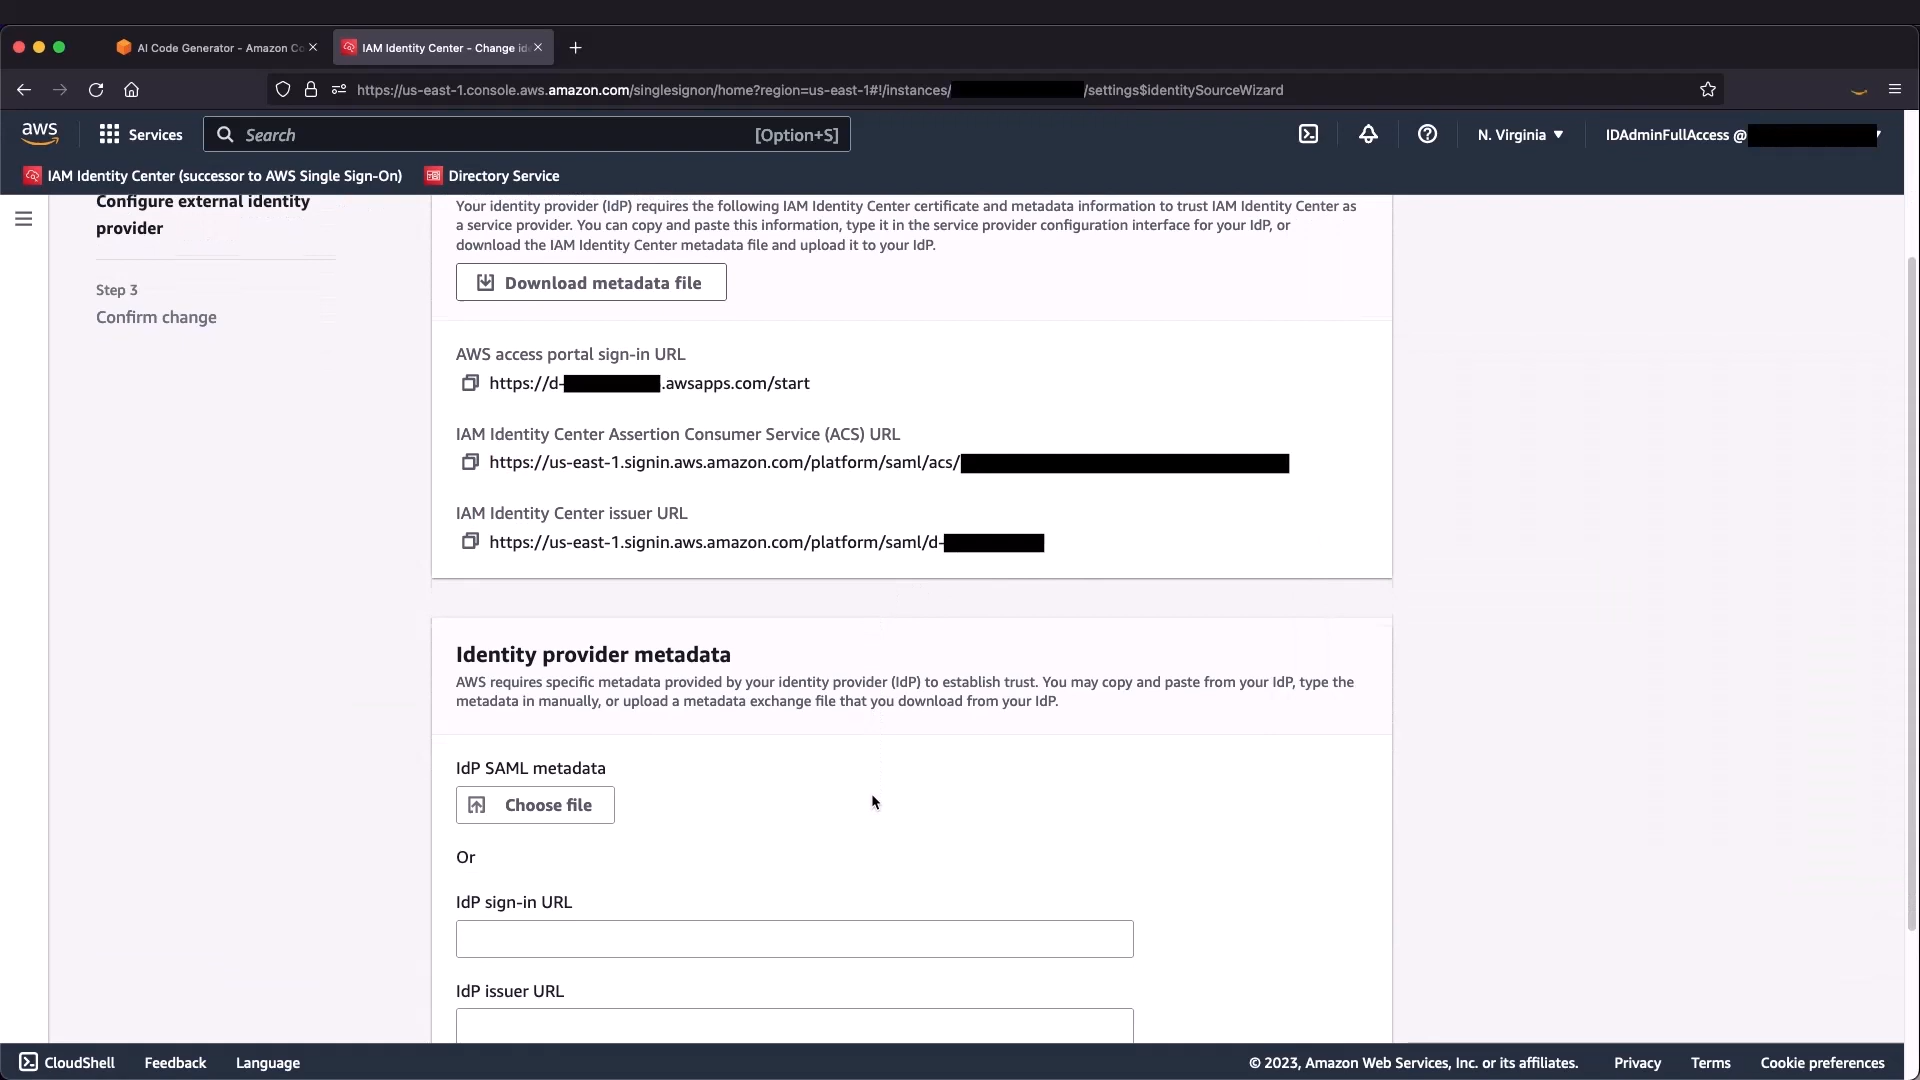 AI Code Generator - Amazon Co
IAM Identity Center - Change ide
https://us-east-1.console.aws.amazon.com/singlesignon/home?region=us-east-1#!/instances/ /settings$identitySourceWizard
aws
Services
Search
[Option+S]
N. Virginia
IDAdminFullAccess @
IAM Identity Center (successor to AWS Single Sign-On)
Directory Service
Configure external identity
provider
Step 3
Confirm change
Your identity provider (IdP) requires the following IAM Identity Center certificate and metadata information to trust IAM Identity Center as
a service provider. You can copy and paste this information, type it in the service provider configuration interface for your IdP, or
download the IAM Identity Center metadata file and upload it to your IdP.
Download metadata file
AWS access portal sign-in URL
https://d- .awsapps.com/start
IAM Identity Center Assertion Consumer Service (ACS) URL
https://us-east-1.signin.aws.amazon.com/platform/saml/acs/
IAM Identity Center issuer URL
https://us-east-1.signin.aws.amazon.com/platform/saml/d-
Identity provider metadata
AWS requires specific metadata provided by your identity provider (IdP) to establish trust. You may copy and paste from your IdP, type the
metadata in manually, or upload a metadata exchange file that you download from your IdP.
IdP SAML metadata
Choose file
Or
IdP sign-in URL
IdP issuer URL
CloudShell
Feedback
Language
© 2023, Amazon Web Services, Inc. or its affiliates.
Privacy
Terms
Cookie preferences